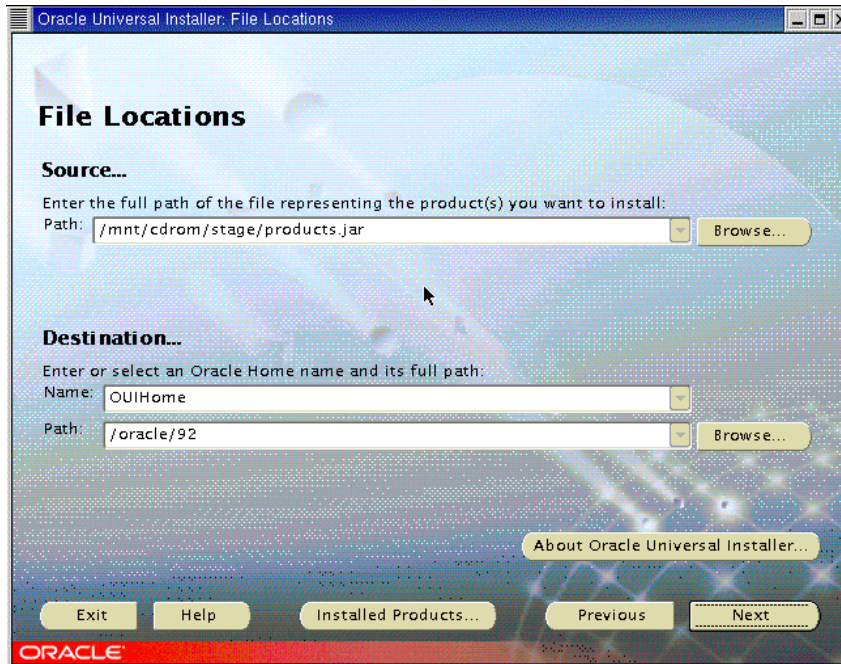 Oracle Universal Installer: File Locations
File Locations
Source...
Enter the full path of the file representing the product(s) you want to install:
Path: /mnt/cdrom/stage/products.jar Browse...
Destination...
Enter or select an Oracle Home name and its full path:
Name: OUIHome
Path: /oracle/92 Browse...
About Oracle Universal Installer...
Exit Help Installed Products... Previous Next
ORACLE